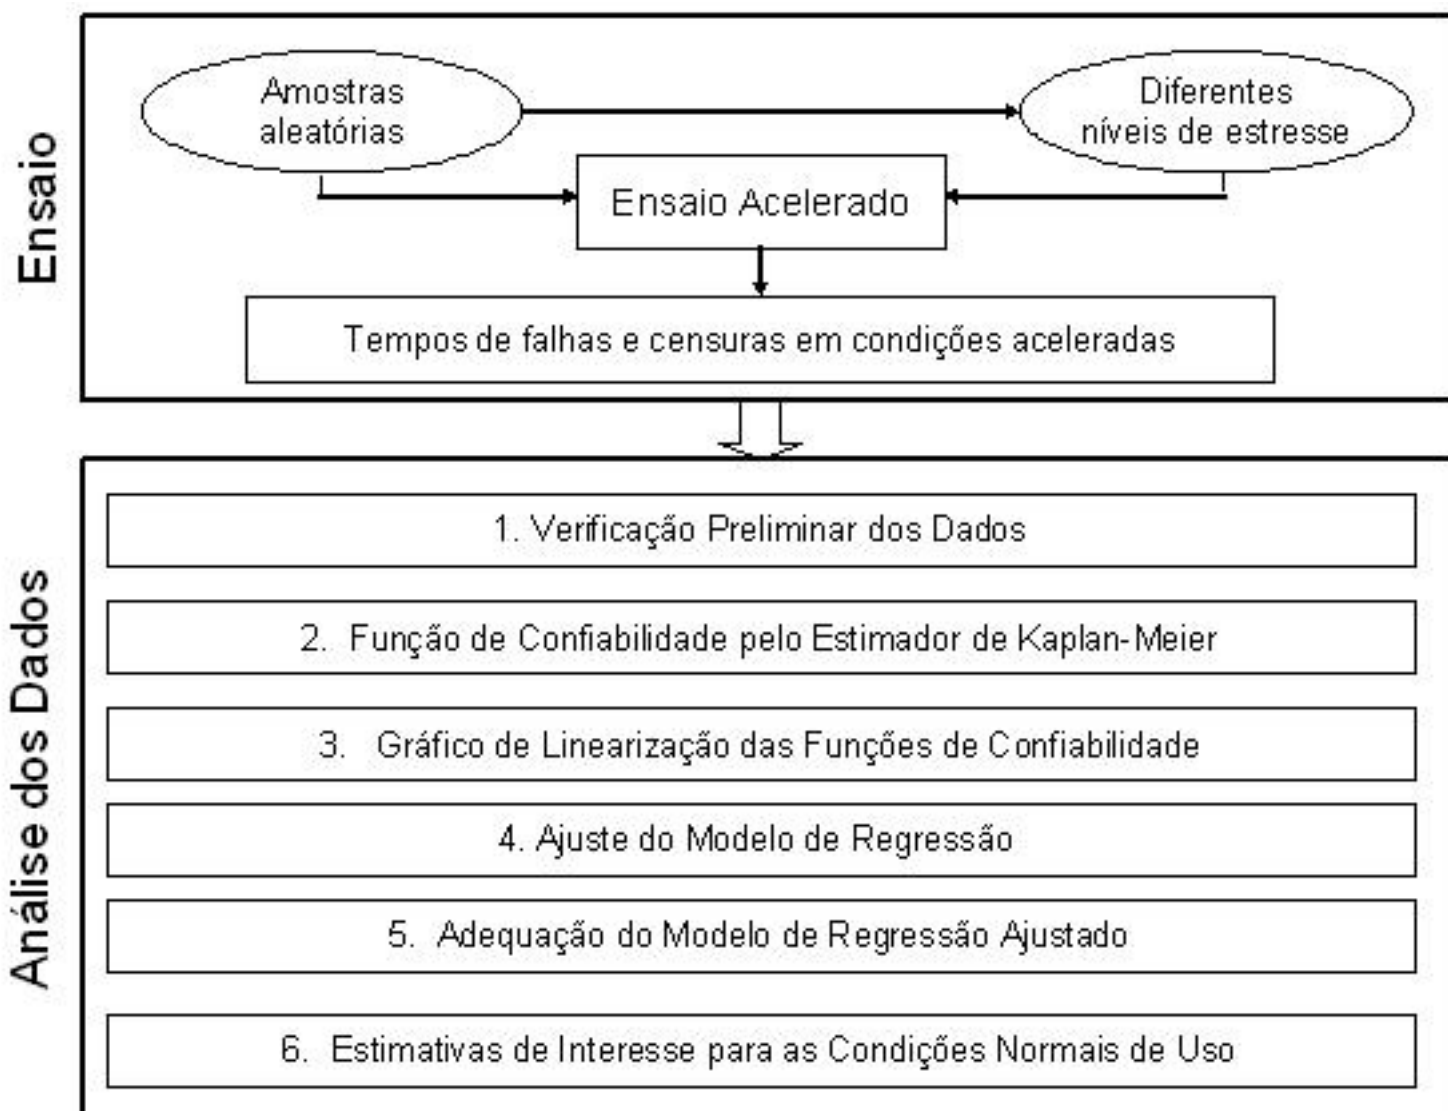 Ensaio
Amostras
aleatórias
Diferentes
níveis de estresse
Ensaio Acelerado
Tempos de falhas e censuras em condições aceleradas
Análise dos Dados
1. Verificação Preliminar dos Dados
2. Função de Confiabilidade pelo Estimador de Kaplan-Meier
3. Gráfico de Linearização das Funções de Confiabilidade
4. Ajuste do Modelo de Regressão
5. Adequação do Modelo de Regressão Ajustado
6. Estimativas de Interesse para as Condições Normais de Uso